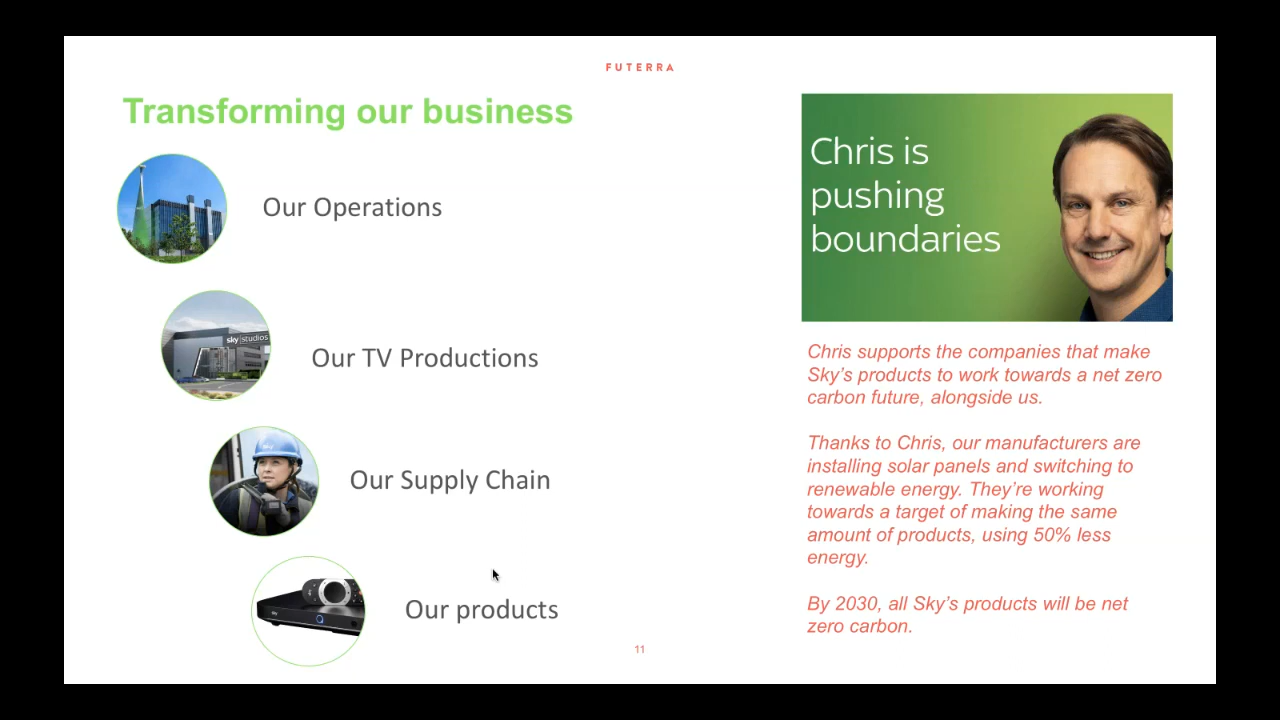 FUTERRA
Transforming our business
Our Operations
sky studios
Our TV Productions
Our Supply Chain
Our products
Chris is
pushing
boundaries
Chris supports the companies that make
Sky’s products to work towards a net zero
carbon future, alongside us.
Thanks to Chris, our manufacturers are
installing solar panels and switching to
renewable energy. They’re working
towards a target of making the same
amount of products, using 50% less
energy.
By 2030, all Sky’s products will be net
zero carbon.
11